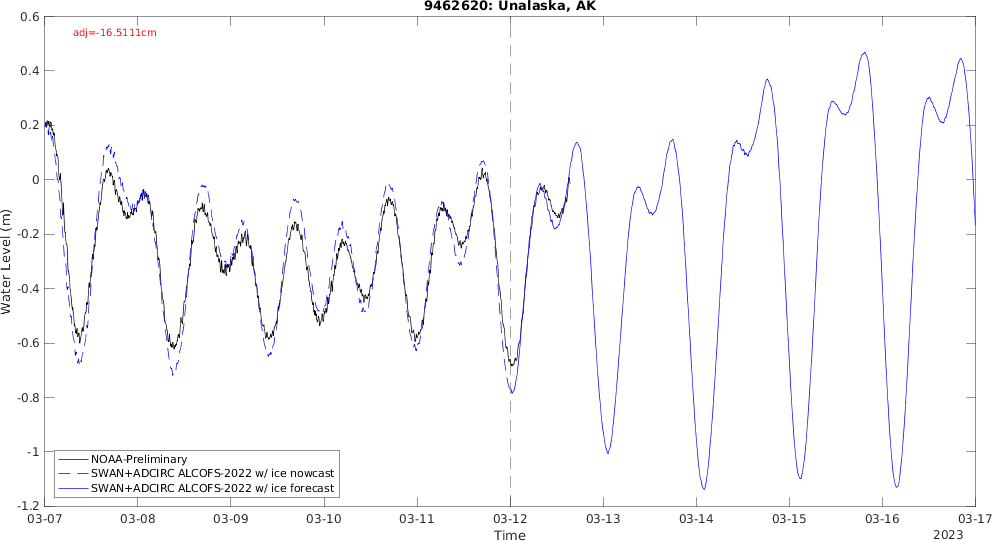 9462620: Unalaska, AK
adj=-16.5111cm
Water Level (m)
0.6
0.4
0.2
0
-0.2
-0.4
-0.6
-0.8
-1
-1.2
NOAA-Preliminary
SWAN+ADCIRC ALCOFS-2022 w/ ice nowcast
SWAN+ADCIRC ALCOFS-2022 w/ ice forecast
03-07 03-08 03-09 03-10 03-11 03-12 03-13 03-14 03-15 03-16 03-17
Time
2023